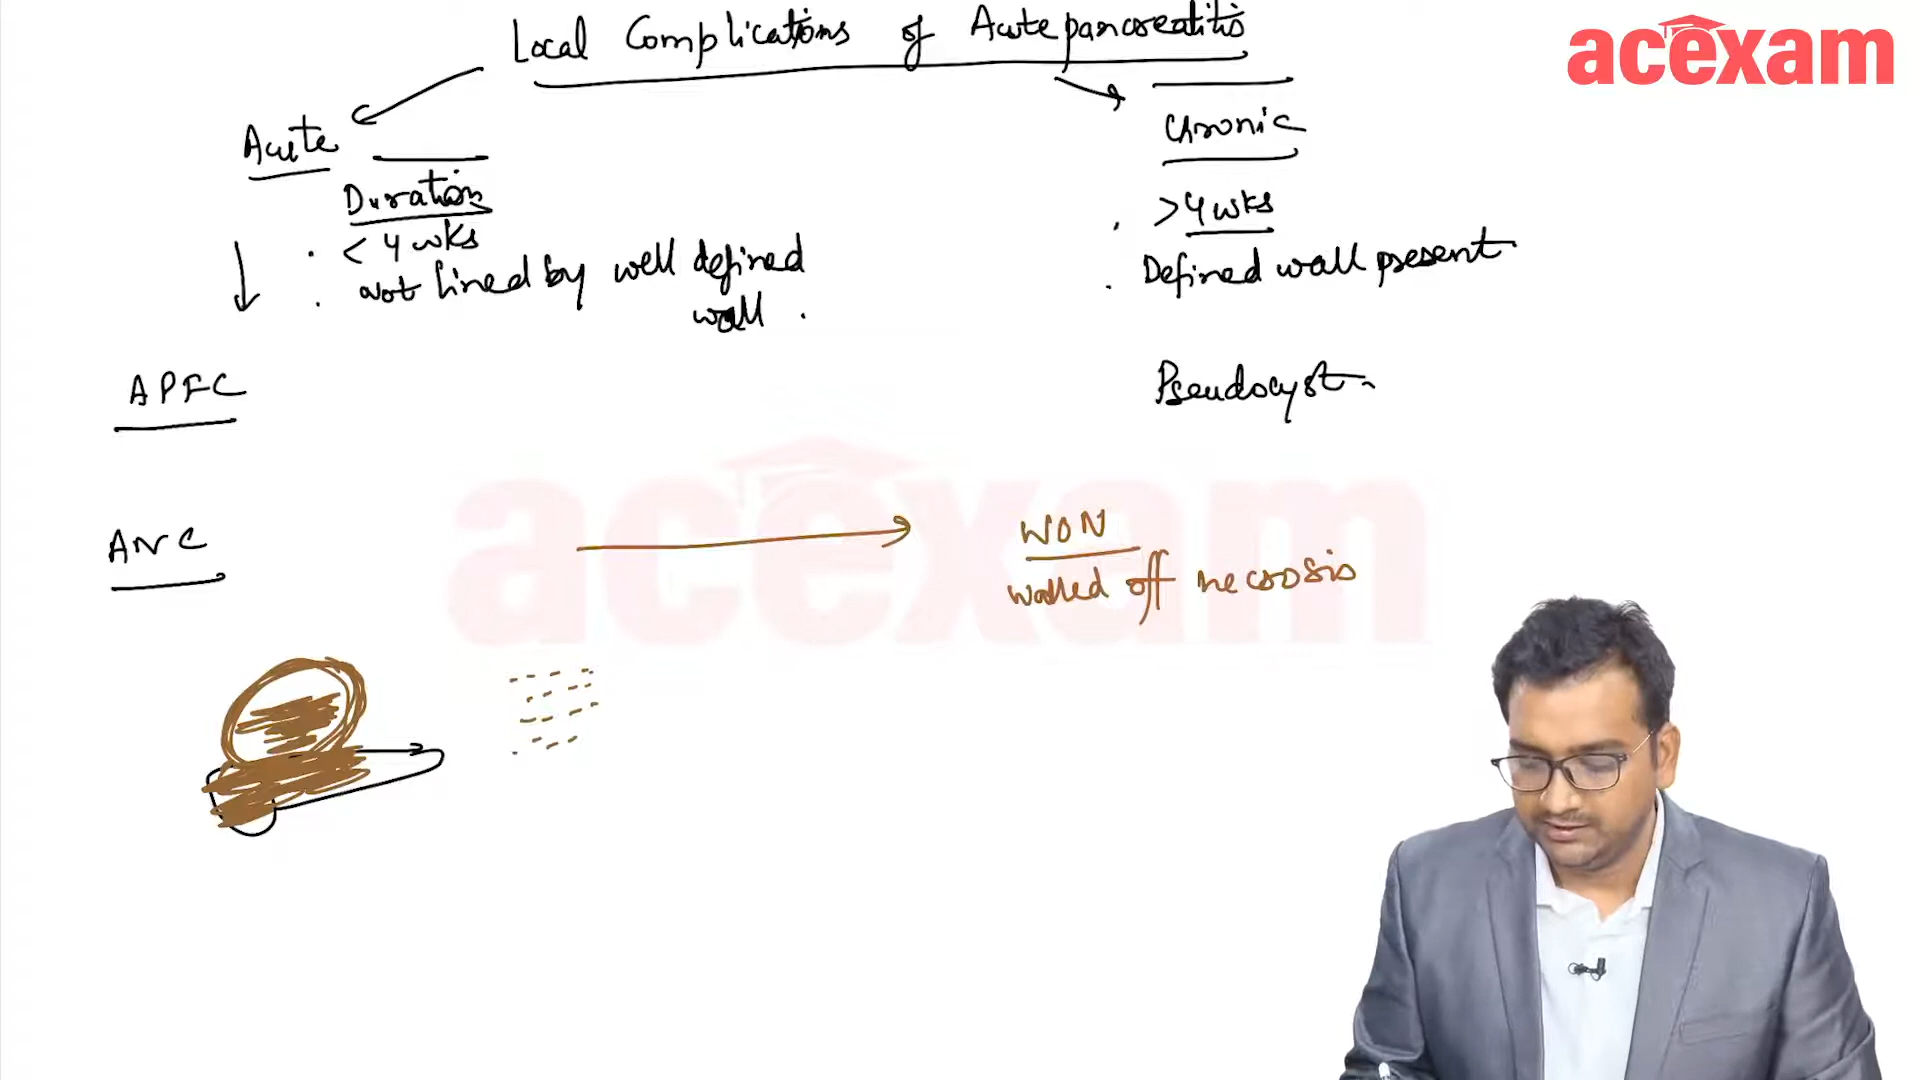 Local Complications of Acute pancreatitis
acexam
Acute
Chronic
Duration
< 4 wks
> 4 wks
not lined by well defined
wall.
Defined wall present
APFC
Pseudocyst
acexam
ANC
WON
walled off necrosis